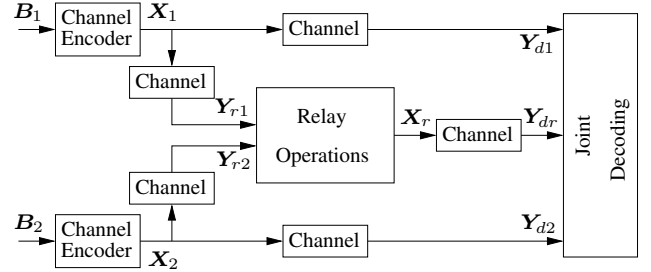 B1
Channel
Encoder
X1
Channel
Yd1
Channel
Yr1
Relay
Operations
Xr
Channel
Ydr
Joint
Decoding
Yr2
Channel
B2
Channel
Encoder
X2
Channel
Yd2